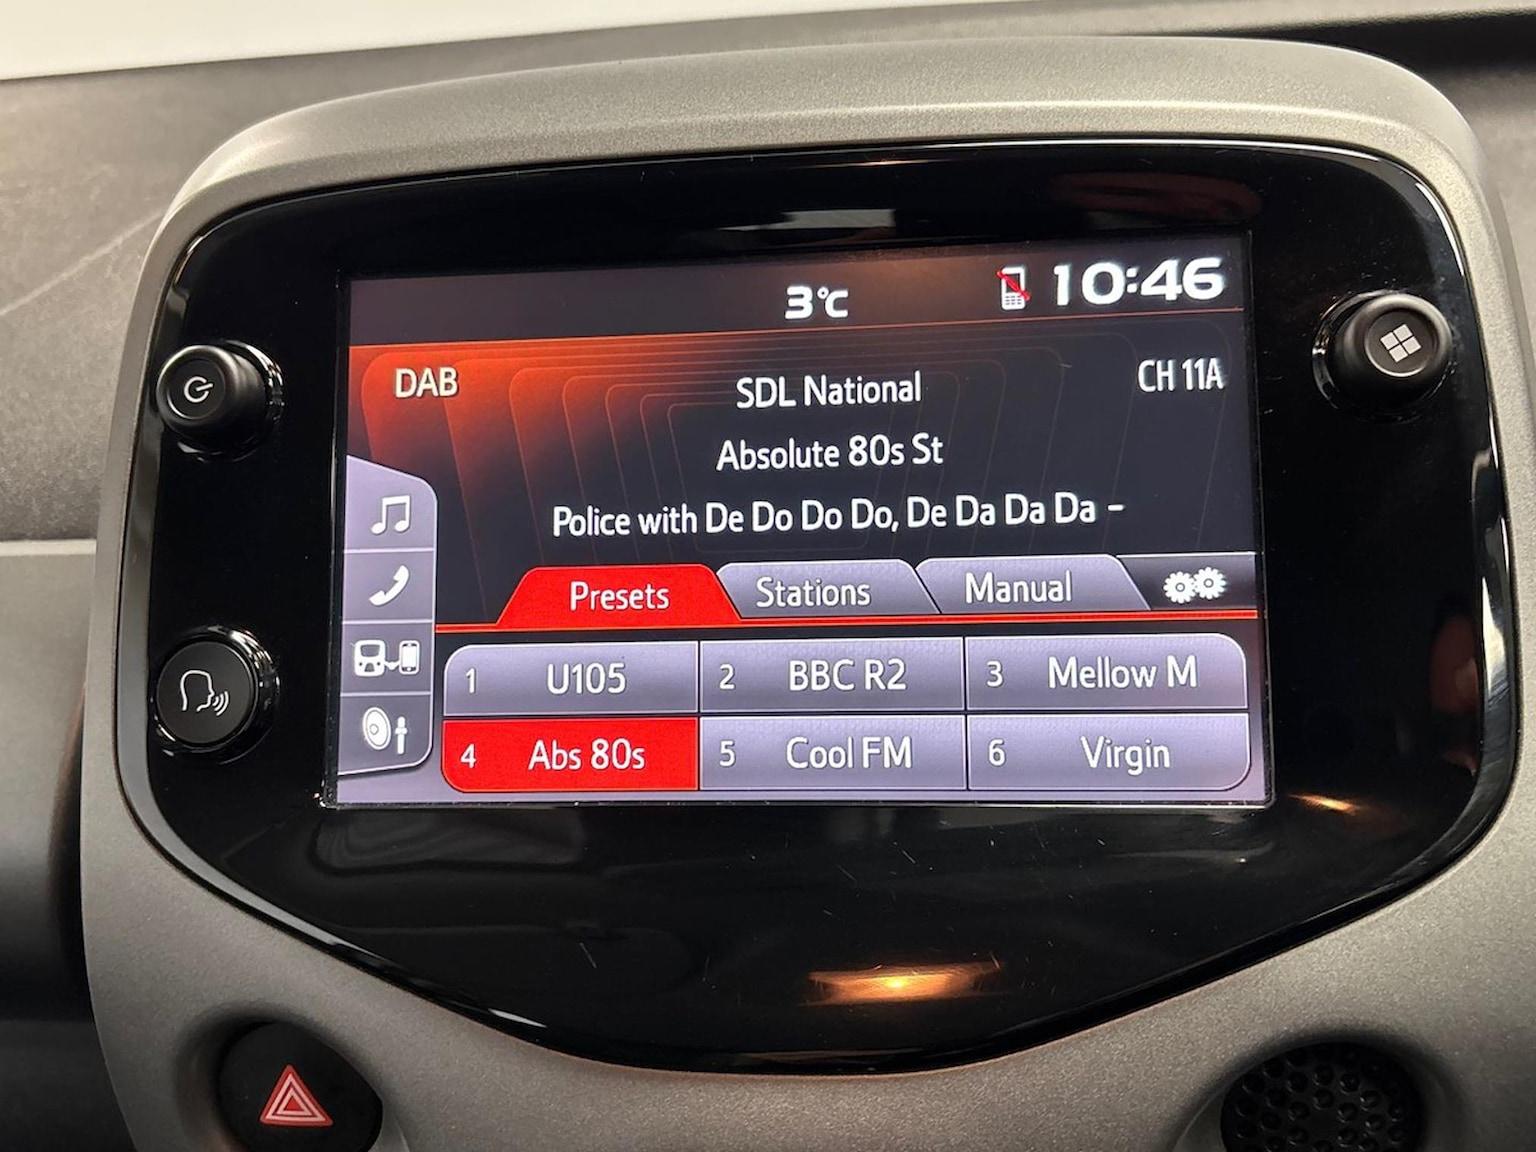 3°C 10:46
DAB SDL National CH 11A
Absolute 80s St
Police with De Do Do Do, De Da Da Da -
Presets Stations Manual
1 U105 2 BBC R2 3 Mellow M
4 Abs 80s 5 Cool FM 6 Virgin